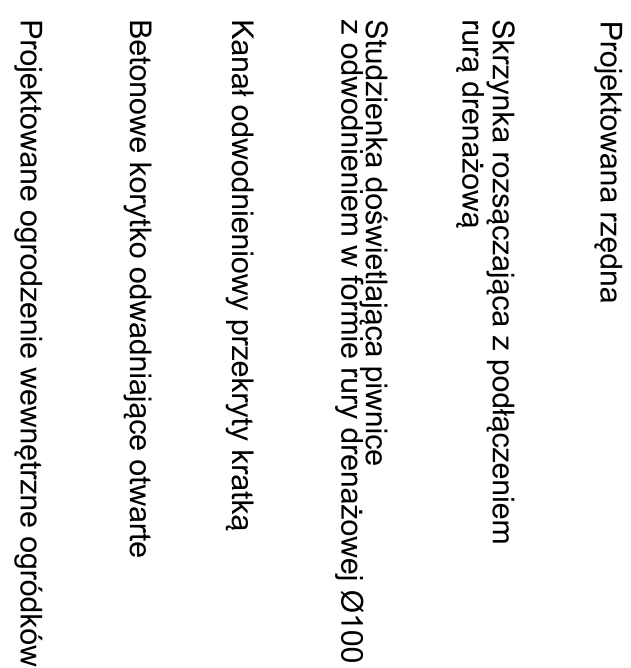 Projektowana rzędna
Skrzynka rozsączająca z podłączeniem
rurą drenażową
Studzienka doświetlająca piwnice
z odwodnieniem w formie rury drenażowej Ø100
Kanał odwodnieniowy przekryty kratką
Betonowe korytko odwadniające otwarte
Projektowane ogrodzenie wewnętrzne ogródków